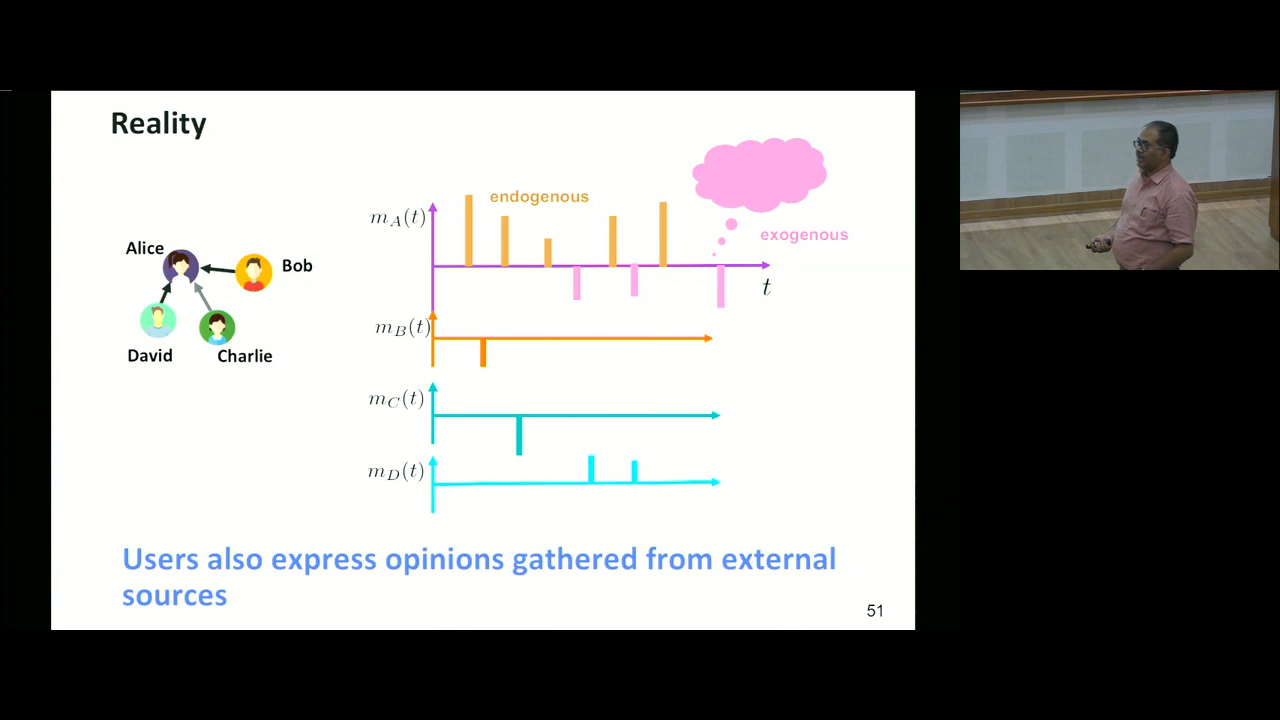 Reality
endogenous
m_A(t)
exogenous
Alice
Bob
t
m_B(t)
David
Charlie
m_C(t)
m_D(t)
Users also express opinions gathered from external
sources
51